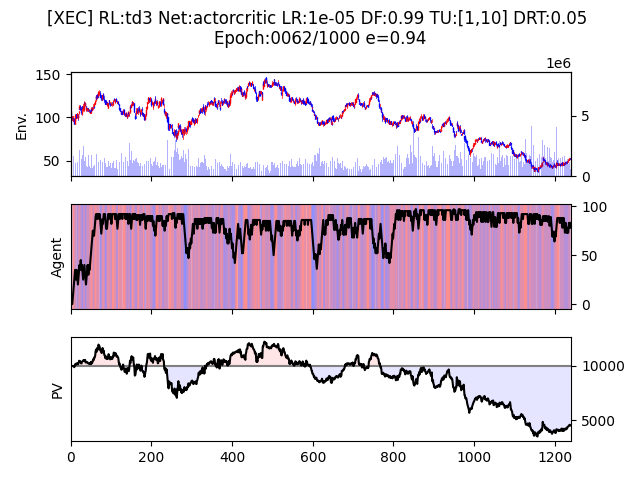 [XEC] RL:td3 Net:actorcritic LR:1e-05 DF:0.99 TU:[1,10] DRT:0.05
Epoch:0062/1000 e=0.94
1e6
150
100
50
Env.
5
0
Agent
100
50
0
PV
10000
5000
0
200
400
600
800
1000
1200